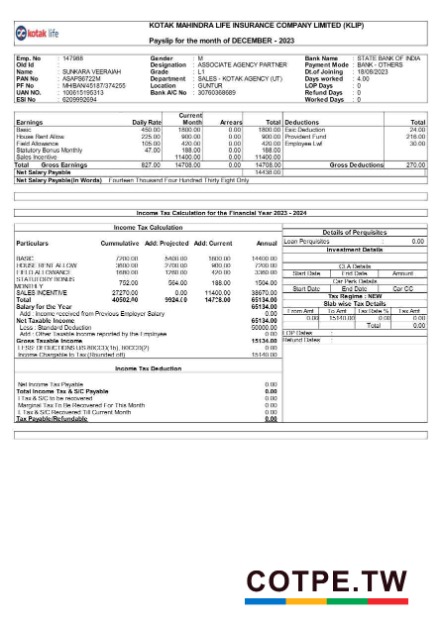 kotak life
KOTAK MAHINDRA LIFE INSURANCE COMPANY LIMITED (KLIP)
Payslip for the month of DECEMBER - 2023
Emp. No : 147988 Gender : M Bank Name : STATE BANK OF INDIA
Old Id : Designation : ASSOCIATE AGENCY PARTNER Payment Mode : BANK - OTHERS
Name : SUNKARA VEERAIAH Grade : L1 Dt.of Joining : 18/08/2023
PAN No : Department : SALES - KOTAK AGENCY (UT) Days worked : 4.00
PF No : MH/BAN/45187/374255 Location : GUNTUR LOP Days : 0
UAN NO. : 100615195313 Bank A/C No : 30760368689 Refund Days : 0
ESI No : 6209992694 Worked Days : 0
Earnings Daily Rate Current Month Arrears Total Deductions Total
Basic 450.00 1800.00 0.00 1800.00 Esic Deduction 24.00
House Rent Allow 225.00 900.00 0.00 900.00 Provident Fund 216.00
Field Allowance 105.00 420.00 0.00 420.00 Employee Lwf 30.00
Statutory Bonus Monthly 47.00 188.00 0.00 188.00
Sales Incentive 11400.00 0.00 11400.00
Total Gross Earnings 827.00 14708.00 0.00 14708.00 Gross Deductions 270.00
Net Salary Payable 14438.00
Net Salary Payable(In Words) Fourteen Thousand Four Hundred Thirty Eight Only
Income Tax Calculation for the Financial Year 2023 - 2024
Income Tax Calculation
Particulars Cummulative Add: Projected Add: Current Annual
BASIC 7200.00 5400.00 1800.00 14400.00
HOUSE RENT ALLOW 3600.00 2700.00 900.00 7200.00
FIELD ALLOWANCE 1680.00 1260.00 420.00 3360.00
STATUTORY BONUS MONTHLY 752.00 564.00 188.00 1504.00
SALES INCENTIVE 27270.00 0.00 11400.00 38670.00
Total 40502.00 9924.00 14708.00 65134.00
Salary for the Year 65134.00
Add : Income received from Previous Employer Salary 0.00
Net Taxable Income 65134.00
Less : Standard Deduction 50000.00
Add : Other Taxable Income reported by the Employee 0.00
Gross Taxable Income 15134.00
LESS: DEDUCTIONS U/S 80CCD(1b), 80CCD(2) 0.00
Income Chargeable To Tax (Rounded off) 15140.00
Income Tax Deduction
Net Income Tax Payable 0.00
Total Income Tax & S/C Payable 0.00
I.Tax & S/C to be recovered 0.00
Marginal Tax To Be Recovered For This Month 0.00
I. Tax & S/C Recovered Till Current Month 0.00
Tax Payable/Refundable 0.00
Details of Perquisites
Loan Perquisites : 0.00
Investment Details
CLA Details
Start Date End Date Amount
Car Park Details
Start Date End Date Car CC
Tax Regime : NEW
Slab wise Tax Details
From Amt To Amt Tax Rate % Tax Amt
0.00 15140.00 0.00 0.00
Total 0.00
LOP Dates :
Refund Dates :
COTPE.TW